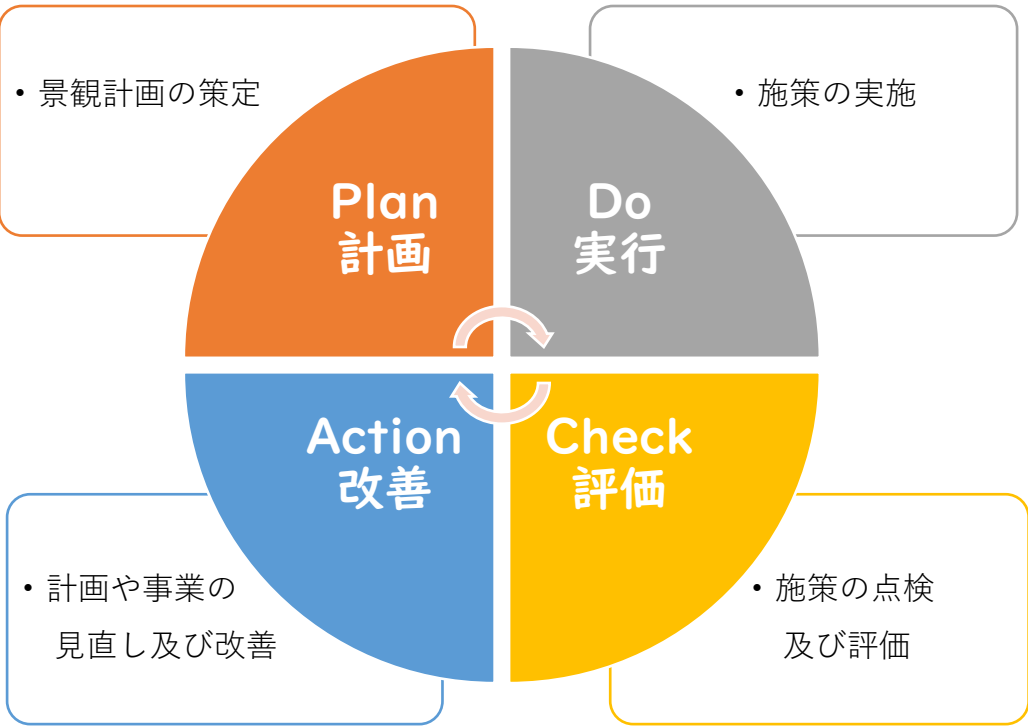 ・景観計画の策定
・施策の実施
Plan
計画
Do
実行
Action
改善
Check
評価
・計画や事業の
見直し及び改善
・施策の点検
及び評価